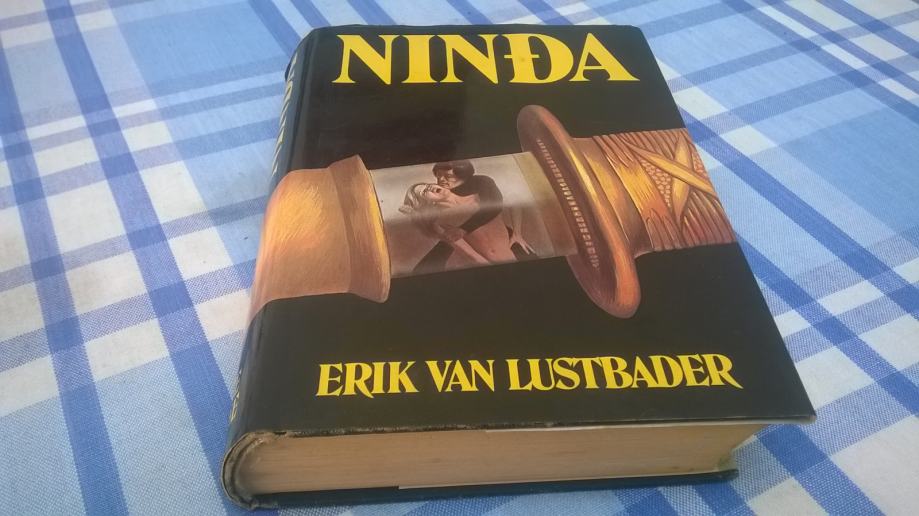 NINĐA
ERIK VAN LUSTBADER